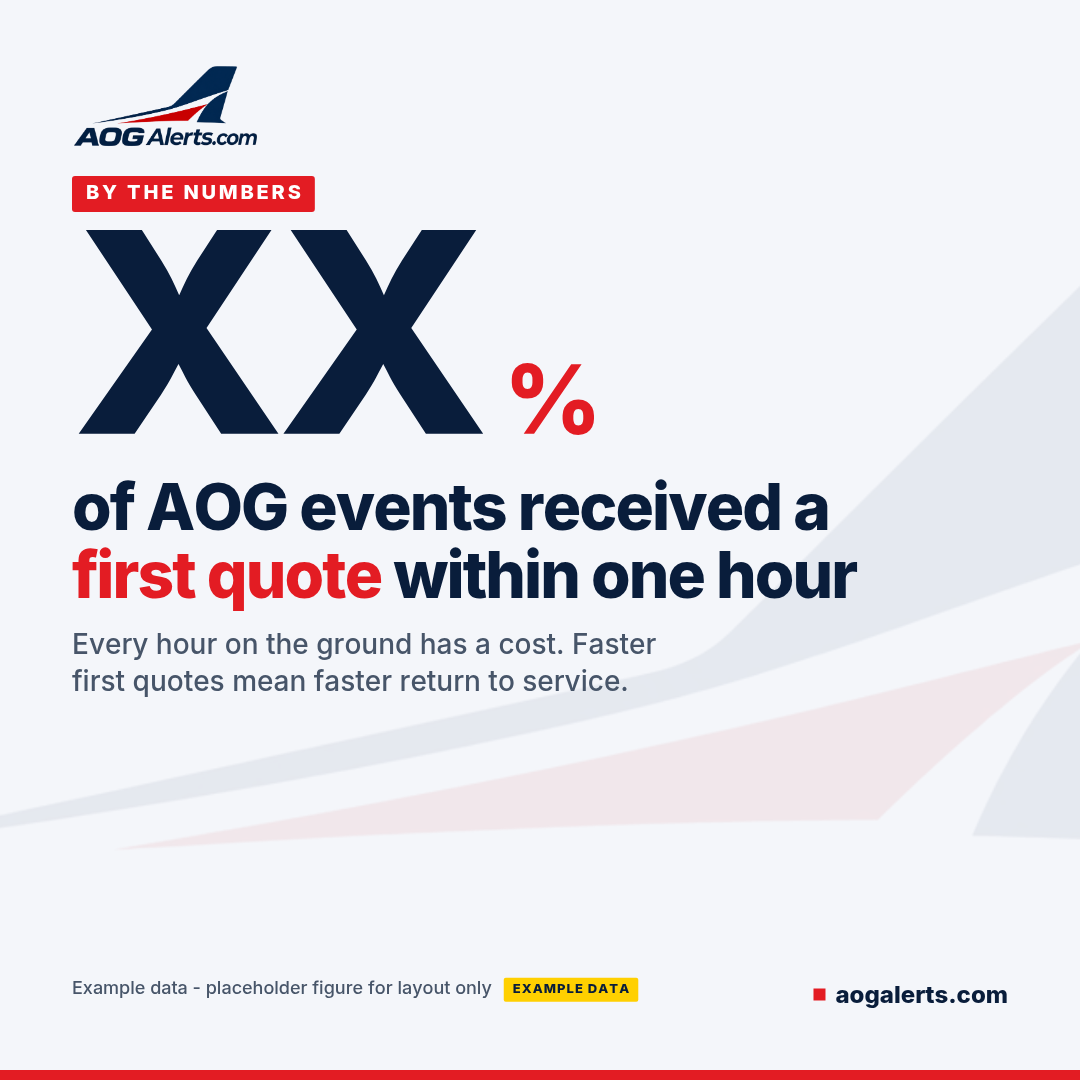 AOG Alerts.com
BY THE NUMBERS
XX %
of AOG events received a
first quote within one hour
Every hour on the ground has a cost. Faster
first quotes mean faster return to service.
Example data - placeholder figure for layout only EXAMPLE DATA
aogalerts.com